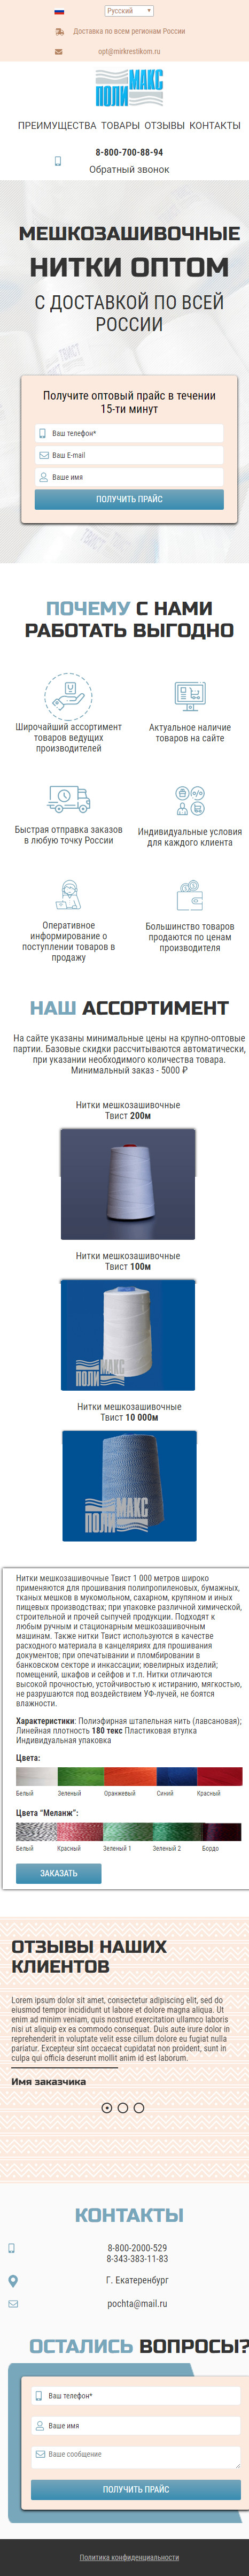 Русский
Доставка по всем регионам России
opt@mirkrestikom.ru
ПОЛИ МАКС
ПРЕИМУЩЕСТВА ТОВАРЫ ОТЗЫВЫ КОНТАКТЫ
8-800-700-88-94
Обратный звонок
МЕШКОЗАШИВОЧНЫЕ
НИТКИ ОПТОМ
С ДОСТАВКОЙ ПО ВСЕЙ
РОССИИ
Получите оптовый прайс в течении
15-ти минут
Ваш телефон*
Ваш E-mail
Ваше имя
ПОЛУЧИТЬ ПРАЙС
ПОЧЕМУ С НАМИ
РАБОТАТЬ ВЫГОДНО
Широчайший ассортимент
товаров ведущих
производителей
Актуальное наличие
товаров на сайте
Быстрая отправка заказов
в любую точку России
Индивидуальные условия
для каждого клиента
Оперативное
информирование о
поступлении товаров в
продажу
Большинство товаров
продаются по ценам
производителя
НАШ АССОРТИМЕНТ
На сайте указаны минимальные цены на крупно-оптовые
партии. Базовые скидки рассчитываются автоматически,
при указании необходимого количества товара.
Минимальный заказ - 5000 ₽
Нитки мешкозашивочные
Твист 200м
Нитки мешкозашивочные
Твист 100м
ПОЛИ МАКС
Нитки мешкозашивочные
Твист 10 000м
ПОЛИ МАКС
Нитки мешкозашивочные Твист 1 000 метров широко
применяются для прошивания полипропиленовых, бумажных,
тканых мешков в мукомольном, сахарном, крупяном и иных
пищевых производствах; при упаковке различной химической,
строительной и прочей сыпучей продукции. Подходят к
любым ручным и стационарным мешкозашивочным
машинам. Также нитки Твист используются в качестве
расходного материала в канцеляриях для прошивания
документов; при опечатывании и пломбировании в
банковском секторе и инкассации; ювелирных изделий;
помещений, шкафов и сейфов и т.п. Нитки отличаются
высокой прочностью, устойчивостью к истиранию, мягкостью,
не разрушаются под воздействием УФ-лучей, не боятся
влажности.
Характеристики: Полиэфирная штапельная нить (лавсановая);
Линейная плотность 180 текс Пластиковая втулка
Индивидуальная упаковка
Цвета:
Белый Зеленый Оранжевый Синий Красный
Цвета "Меланж":
Белый Красный Зеленый 1 Зеленый 2 Бордо
ЗАКАЗАТЬ
ОТЗЫВЫ НАШИХ
КЛИЕНТОВ
Lorem ipsum dolor sit amet, consectetur adipiscing elit, sed do
eiusmod tempor incididunt ut labore et dolore magna aliqua. Ut
enim ad minim veniam, quis nostrud exercitation ullamco laboris
nisi ut aliquip ex ea commodo consequat. Duis aute irure dolor in
reprehenderit in voluptate velit esse cillum dolore eu fugiat nulla
pariatur. Excepteur sint occaecat cupidatat non proident, sunt in
culpa qui officia deserunt mollit anim id est laborum.
Имя заказчика
КОНТАКТЫ
8-800-2000-529
8-343-383-11-83
Г. Екатеренбург
pochta@mail.ru
ОСТАЛИСЬ ВОПРОСЫ?
Ваш телефон*
Ваше имя
Ваше сообщение
ПОЛУЧИТЬ ПРАЙС
Политика конфиденциальности